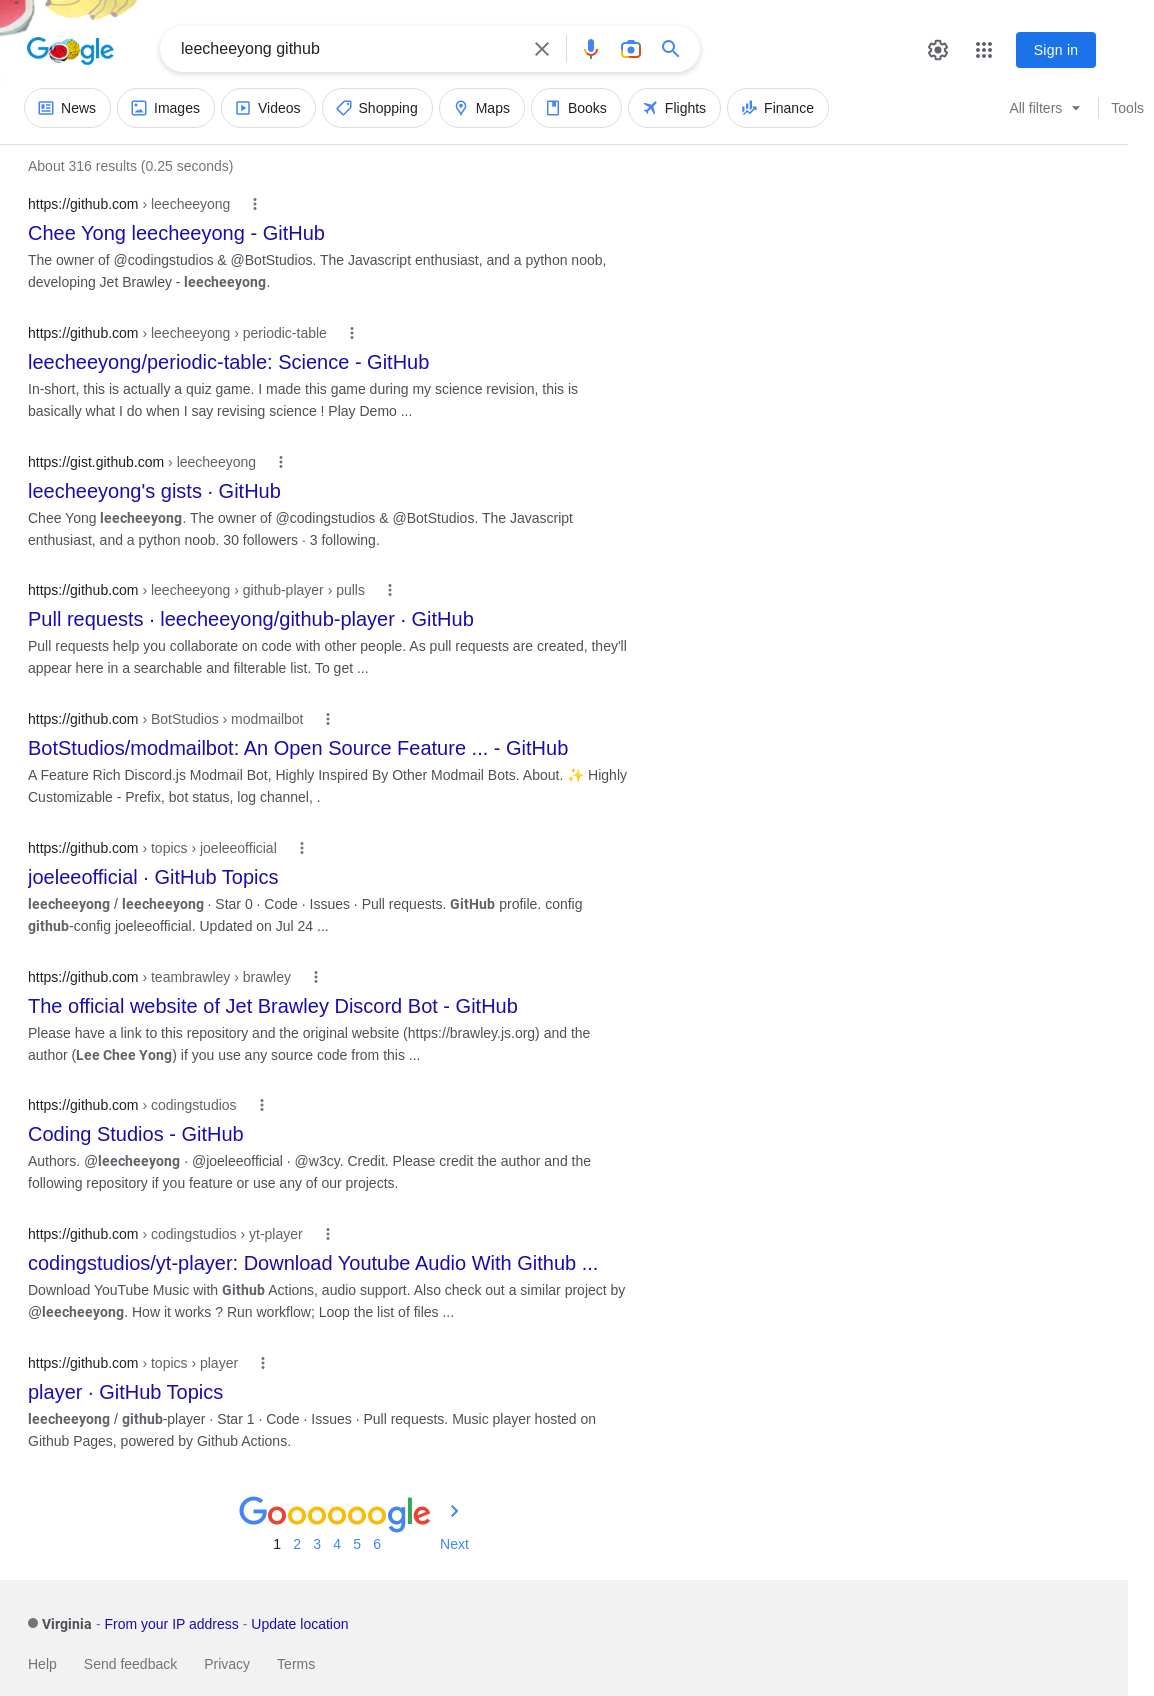 Google
leecheeyong github
Sign in
News
Images
Videos
Shopping
Maps
Books
Flights
Finance
All filters
Tools
About 316 results (0.25 seconds)
https://github.com › leecheeyong
Chee Yong leecheeyong - GitHub
The owner of @codingstudios & @BotStudios. The Javascript enthusiast, and a python noob,
developing Jet Brawley - leecheeyong.
https://github.com › leecheeyong › periodic-table
leecheeyong/periodic-table: Science - GitHub
In-short, this is actually a quiz game. I made this game during my science revision, this is
basically what I do when I say revising science ! Play Demo ...
https://gist.github.com › leecheeyong
leecheeyong's gists · GitHub
Chee Yong leecheeyong. The owner of @codingstudios & @BotStudios. The Javascript
enthusiast, and a python noob. 30 followers · 3 following.
https://github.com › leecheeyong › github-player › pulls
Pull requests · leecheeyong/github-player · GitHub
Pull requests help you collaborate on code with other people. As pull requests are created, they'll
appear here in a searchable and filterable list. To get ...
https://github.com › BotStudios › modmailbot
BotStudios/modmailbot: An Open Source Feature ... - GitHub
A Feature Rich Discord.js Modmail Bot, Highly Inspired By Other Modmail Bots. About. ✨ Highly
Customizable - Prefix, bot status, log channel, .
https://github.com › topics › joeleeofficial
joeleeofficial · GitHub Topics
leecheeyong / leecheeyong · Star 0 · Code · Issues · Pull requests. GitHub profile. config
github-config joeleeofficial. Updated on Jul 24 ...
https://github.com › teambrawley › brawley
The official website of Jet Brawley Discord Bot - GitHub
Please have a link to this repository and the original website (https://brawley.js.org) and the
author (Lee Chee Yong) if you use any source code from this ...
https://github.com › codingstudios
Coding Studios - GitHub
Authors. @leecheeyong · @joeleeofficial · @w3cy. Credit. Please credit the author and the
following repository if you feature or use any of our projects.
https://github.com › codingstudios › yt-player
codingstudios/yt-player: Download Youtube Audio With Github ...
Download YouTube Music with Github Actions, audio support. Also check out a similar project by
@leecheeyong. How it works ? Run workflow; Loop the list of files ...
https://github.com › topics › player
player · GitHub Topics
leecheeyong / github-player · Star 1 · Code · Issues · Pull requests. Music player hosted on
Github Pages, powered by Github Actions.
Goooooogle
1 2 3 4 5 6 Next
Virginia - From your IP address - Update location
Help Send feedback Privacy Terms